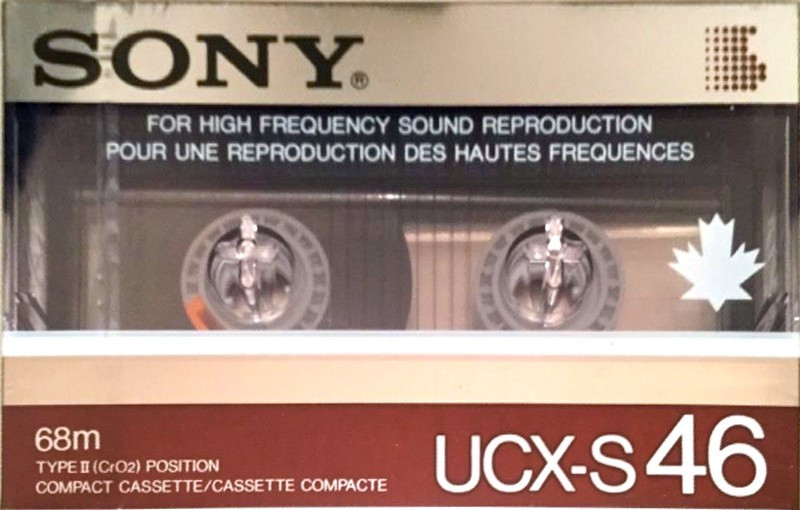 SONY®
FOR HIGH FREQUENCY SOUND REPRODUCTION
POUR UNE REPRODUCTION DES HAUTES FREQUENCES
68m
TYPE II (CrO2) POSITION
COMPACT CASSETTE/CASSETTE COMPACTE
UCX-S 46